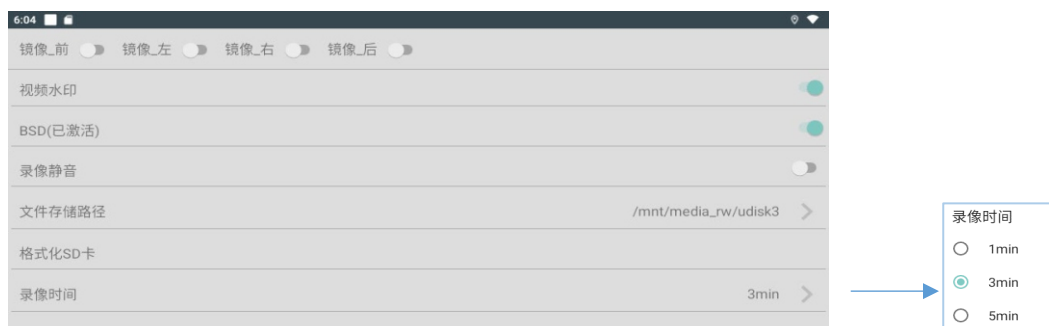 6:04
镜像_前 镜像_左 镜像_右 镜像_后
视频水印
BSD(已激活)
录像静音
文件存储路径 /mnt/media_rw/udisk3
格式化SD卡
录像时间 3min
录像时间
1min
3min
5min